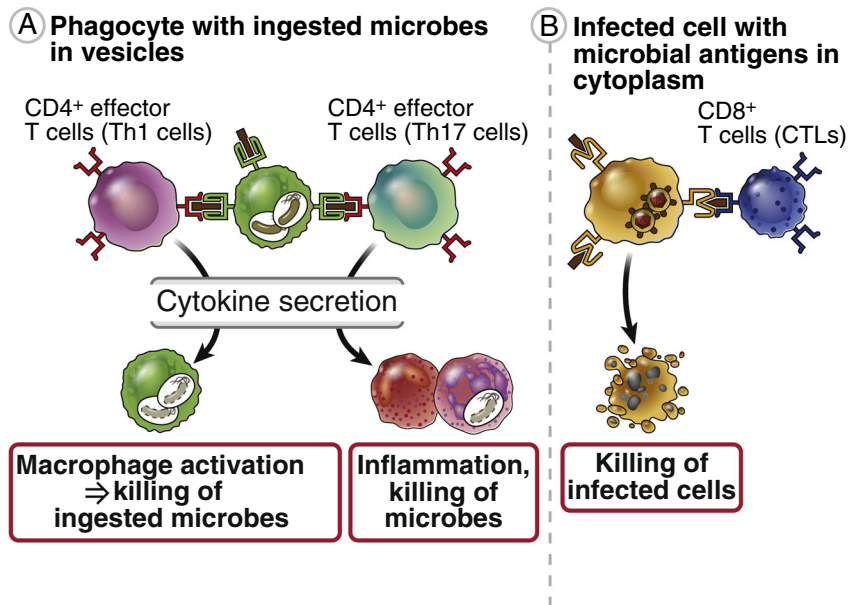 A Phagocyte with ingested microbes
in vesicles
CD4+ effector
T cells (Th1 cells)
CD4+ effector
T cells (Th17 cells)
Cytokine secretion
Macrophage activation
⇒killing of
ingested microbes
Inflammation,
killing of
microbes
B Infected cell with
microbial antigens in
cytoplasm
CD8+
T cells (CTLs)
Killing of
infected cells